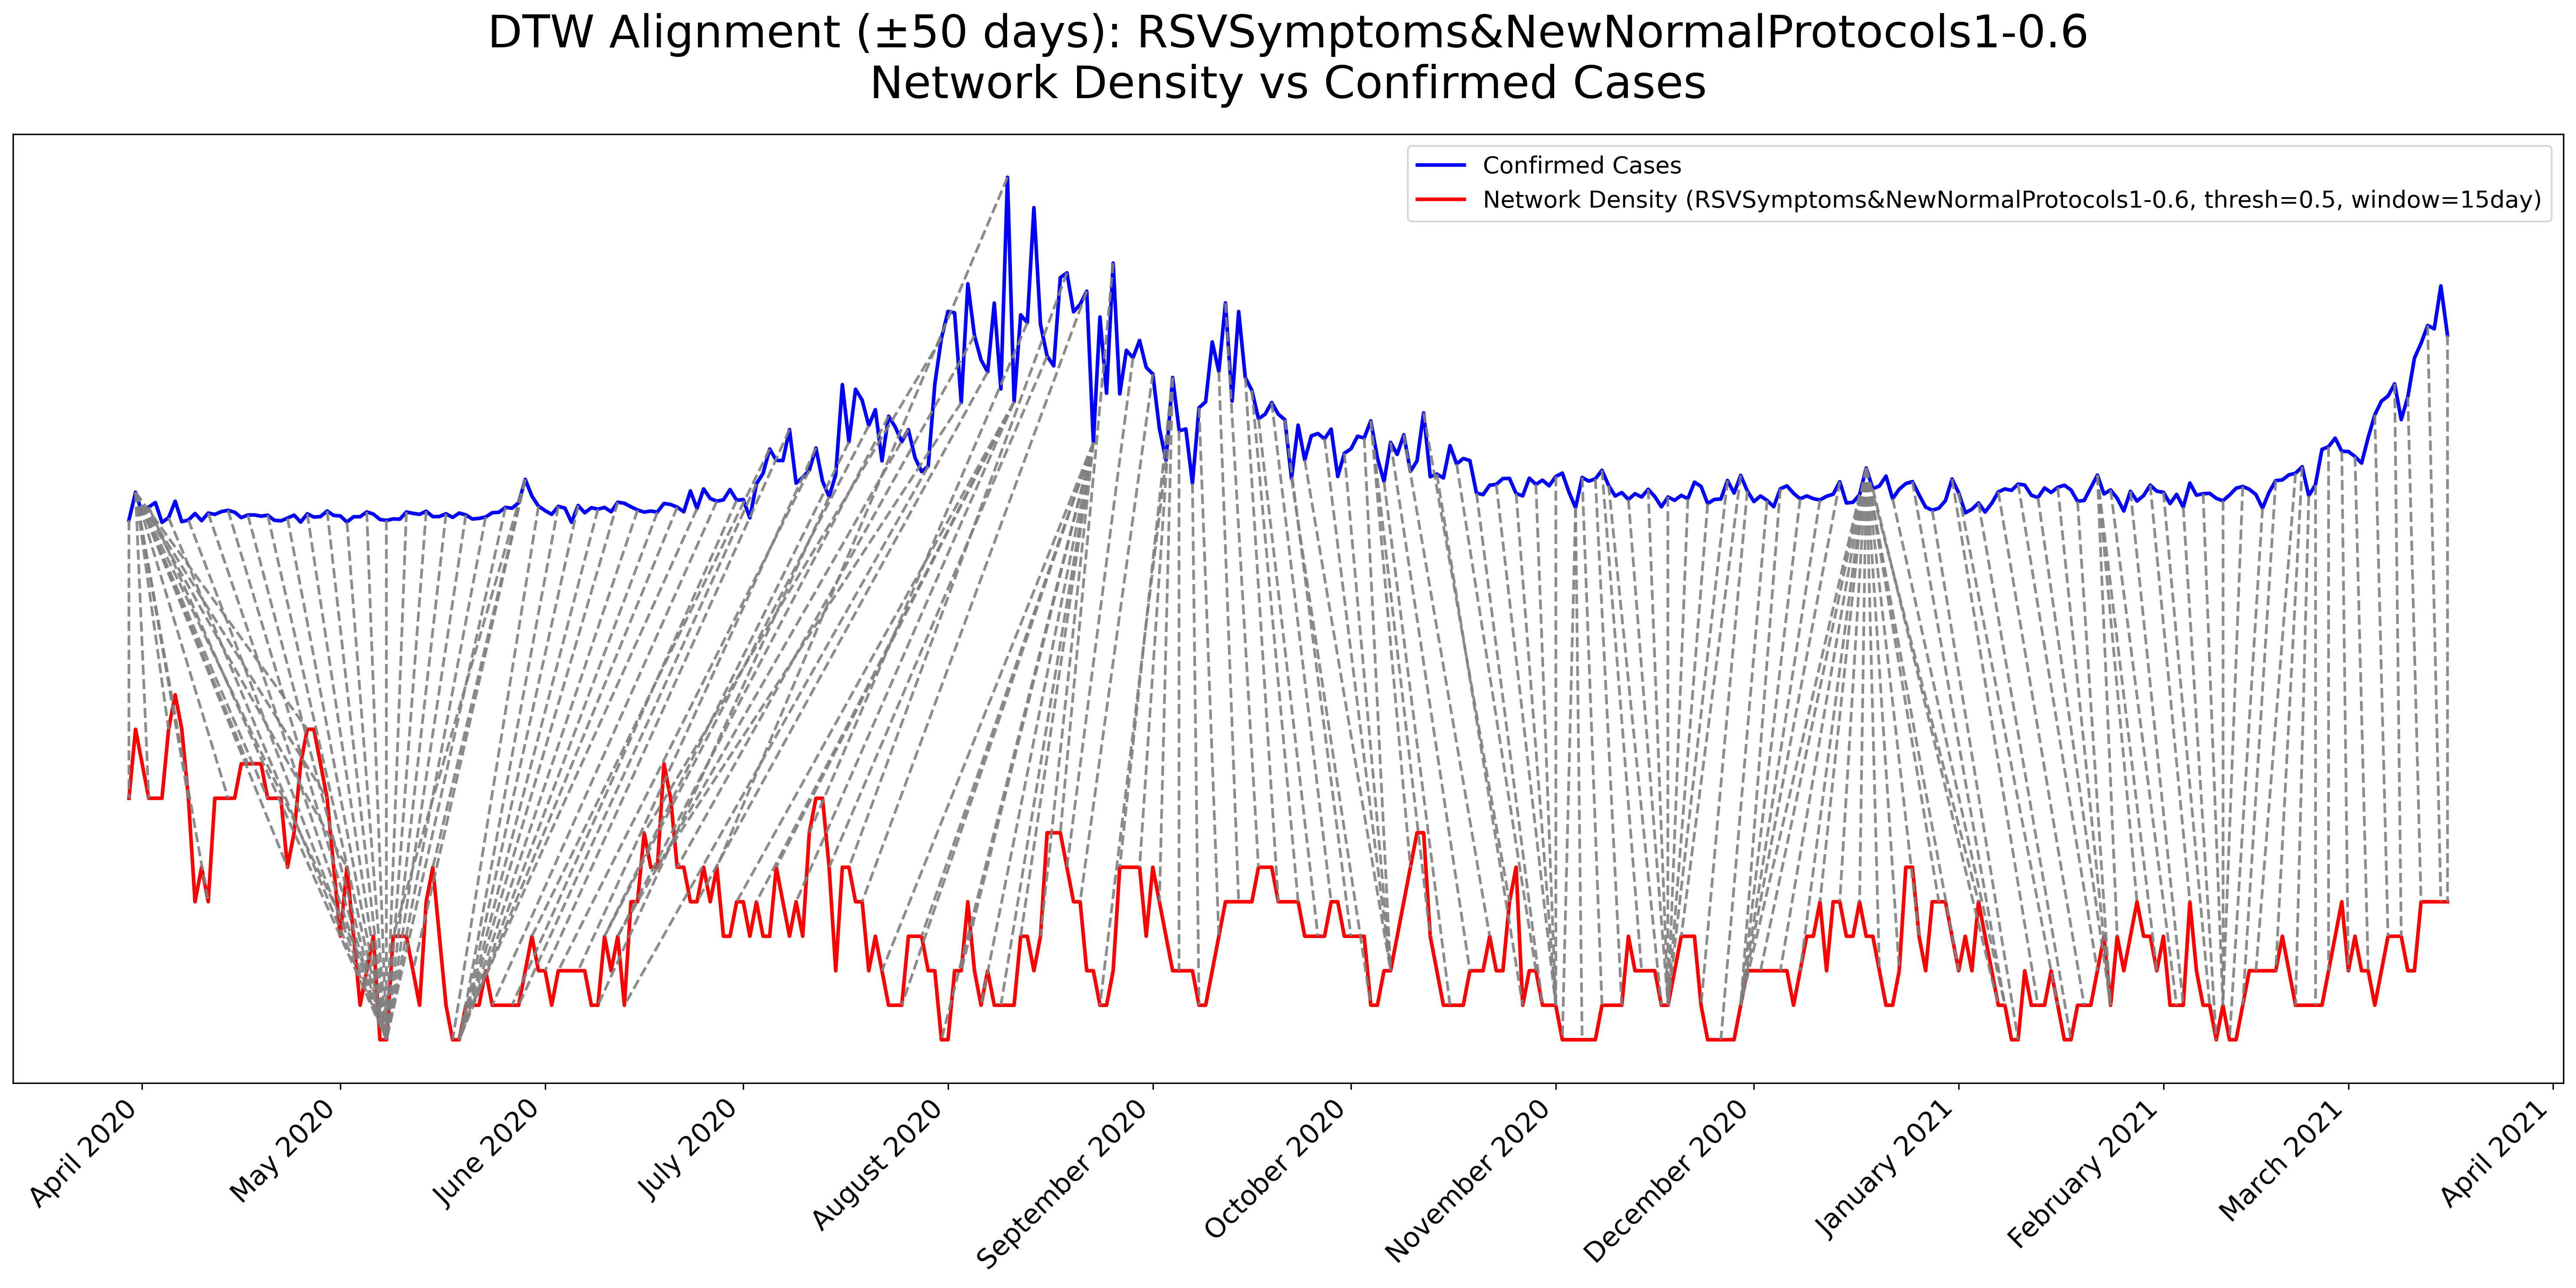 DTW Alignment (±50 days): RSVSymptoms&NewNormalProtocols1-0.6
Network Density vs Confirmed Cases
Confirmed Cases
Network Density (RSVSymptoms&NewNormalProtocols1-0.6, thresh=0.5, window=15day)
April 2020
May 2020
June 2020
July 2020
August 2020
September 2020
October 2020
November 2020
December 2020
January 2021
February 2021
March 2021
April 2021